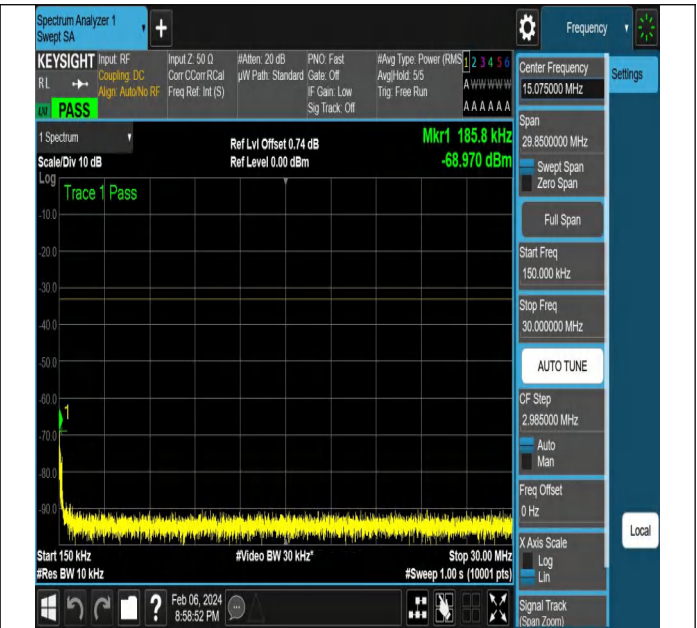 Spectrum Analyzer 1
Swept SA
+
Frequency
KEYSIGHT
RL
PASS
Input: RF
Coupling: DC
Align: Auto/No RF
Input Z: 50 Ω
Corr CCorr RCal
Freq Ref: Int (S)
#Atten: 20 dB
µW Path: Standard
PNO: Fast
Gate: Off
IF Gain: Low
Sig Track: Off
#Avg Type: Power (RMS
Avg|Hold: 5/5
Trig: Free Run
1 2 3 4 5 6
A W W W W W
A A A A A A
1 Spectrum
Scale/Div 10 dB
Ref Lvl Offset 0.74 dB
Ref Level 0.00 dBm
Mkr1 185.8 kHz
-68.970 dBm
Log
Trace 1 Pass
-10.0
-20.0
-30.0
-40.0
-50.0
-60.0
1
-70.0
-80.0
-90.0
Start 150 kHz
#Res BW 10 kHz
#Video BW 30 kHz*
Stop 30.00 MHz
#Sweep 1.00 s (10001 pts)
Feb 06, 2024
8:58:52 PM
?
Center Frequency
15.075000 MHz
Settings
Span
29.8500000 MHz
Swept Span
Zero Span
Full Span
Start Freq
150.000 kHz
Stop Freq
30.000000 MHz
AUTO TUNE
CF Step
2.985000 MHz
Auto
Man
Freq Offset
0 Hz
X Axis Scale
Log
Lin
Local
Signal Track
(Span Zoom)